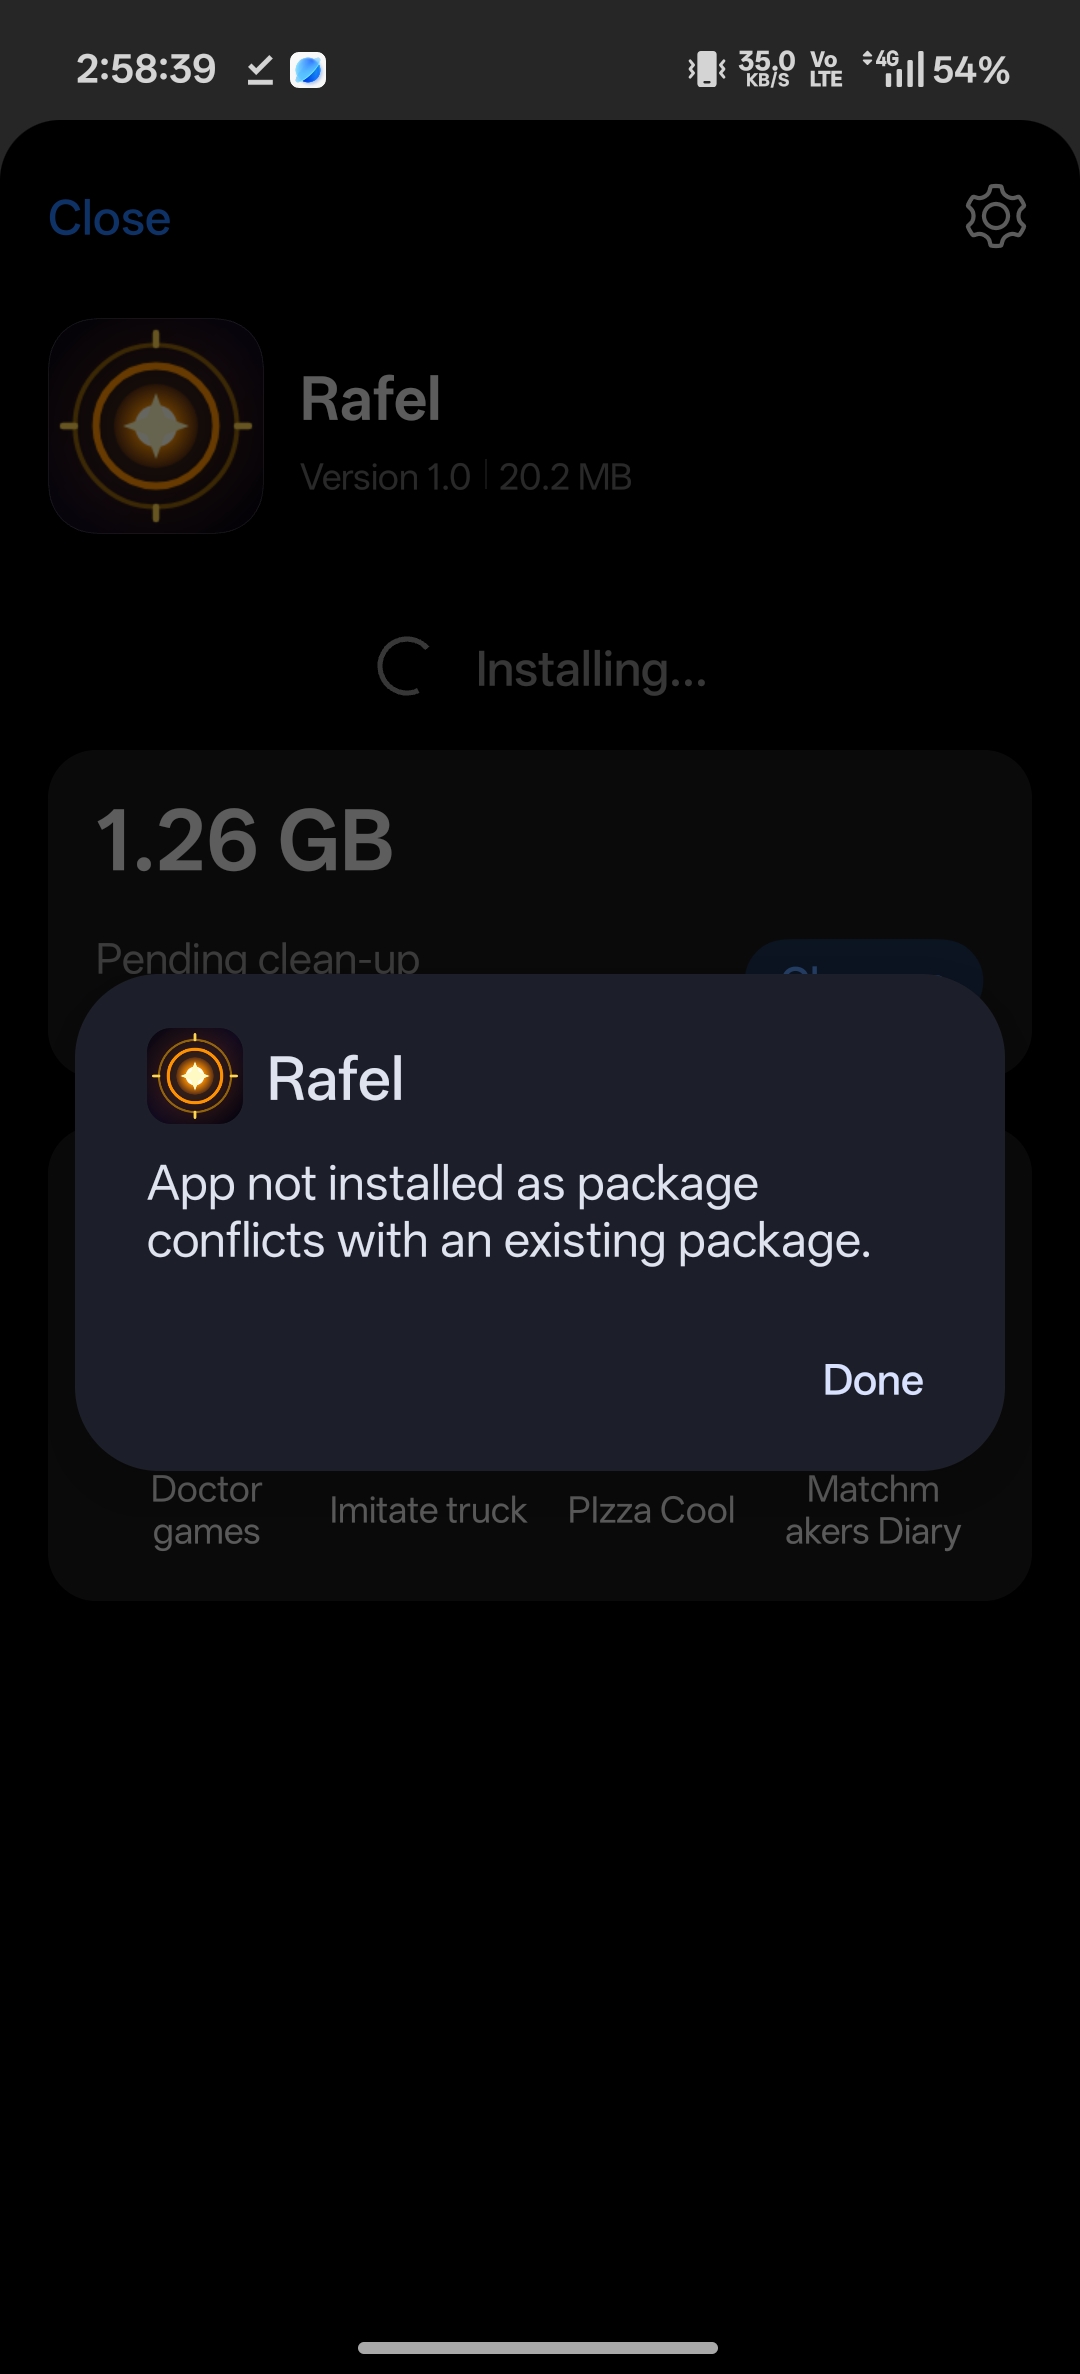 2:58:39
35.0 KB/S
Vo LTE
4G
54%
Close
Rafel
Version 1.0 | 20.2 MB
Installing...
1.26 GB
Pending clean-up
Rafel
App not installed as package
conflicts with an existing package.
Done
Doctor
games
Imitate truck
PIzza Cool
Matchm
akers Diary